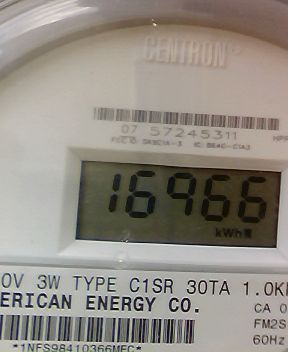 CENTRON®
07 57245311
16966
kWh
0V 3W TYPE C1SR 30TA 1.0K
ERICAN ENERGY CO.
CA 0
FM2S
60Hz
*1NFS98410366MEC*